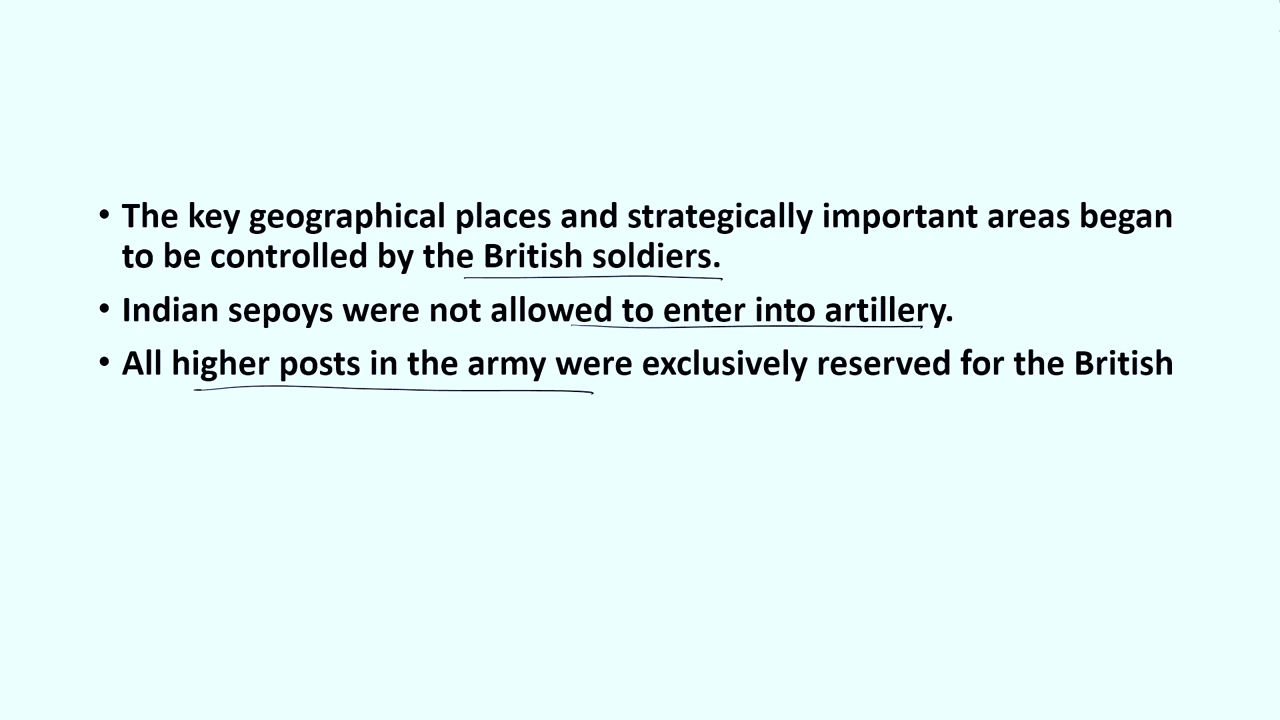 • The key geographical places and strategically important areas began
to be controlled by the British soldiers.
• Indian sepoys were not allowed to enter into artillery.
• All higher posts in the army were exclusively reserved for the British